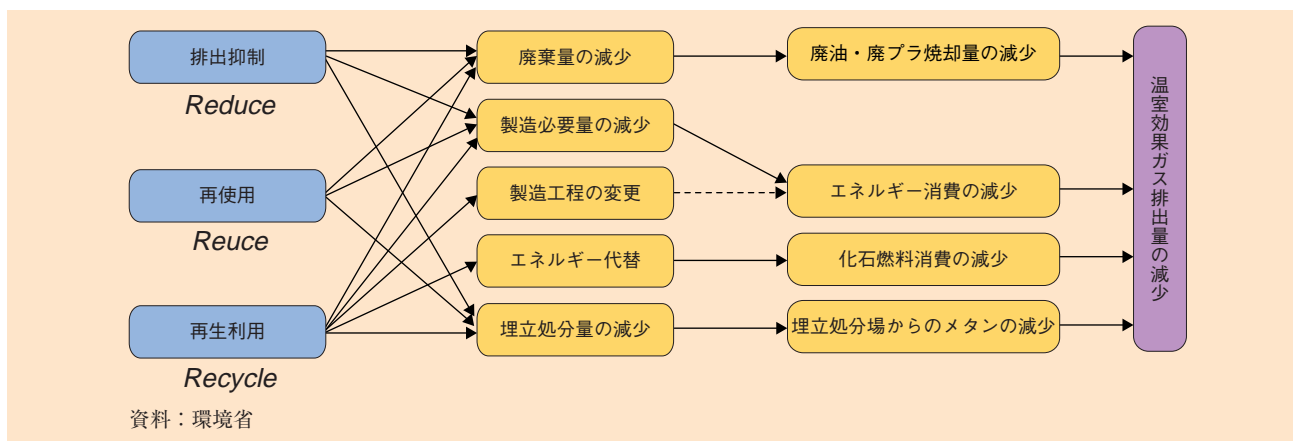 排出抑制
Reduce
再使用
Reuce
再生利用
Recycle
廃棄量の減少
製造必要量の減少
製造工程の変更
エネルギー代替
埋立処分量の減少
廃油・廃プラ焼却量の減少
エネルギー消費の減少
化石燃料消費の減少
埋立処分場からのメタンの減少
温室効果ガス排出量の減少
資料：環境省